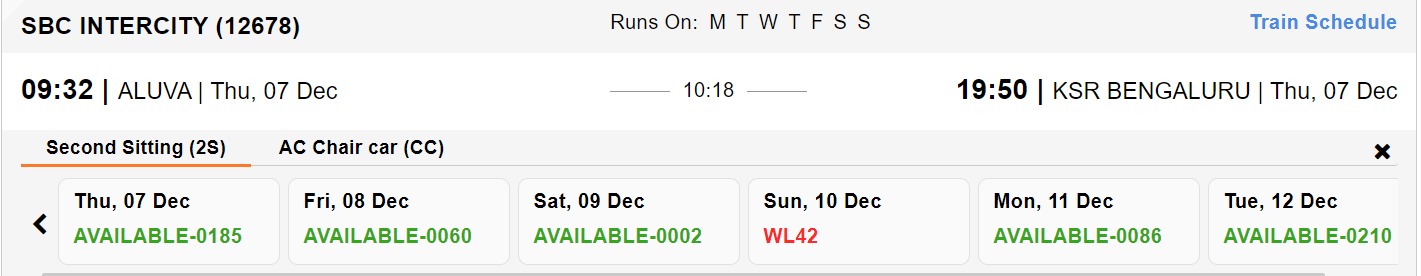 SBC INTERCITY (12678) Runs On: M T W T F S S Train Schedule
09:32 | ALUVA | Thu, 07 Dec 10:18 19:50 | KSR BENGALURU | Thu, 07 Dec
Second Sitting (2S) AC Chair car (CC)
Thu, 07 Dec Fri, 08 Dec Sat, 09 Dec Sun, 10 Dec Mon, 11 Dec Tue, 12 Dec
AVAILABLE-0185 AVAILABLE-0060 AVAILABLE-0002 WL42 AVAILABLE-0086 AVAILABLE-0210